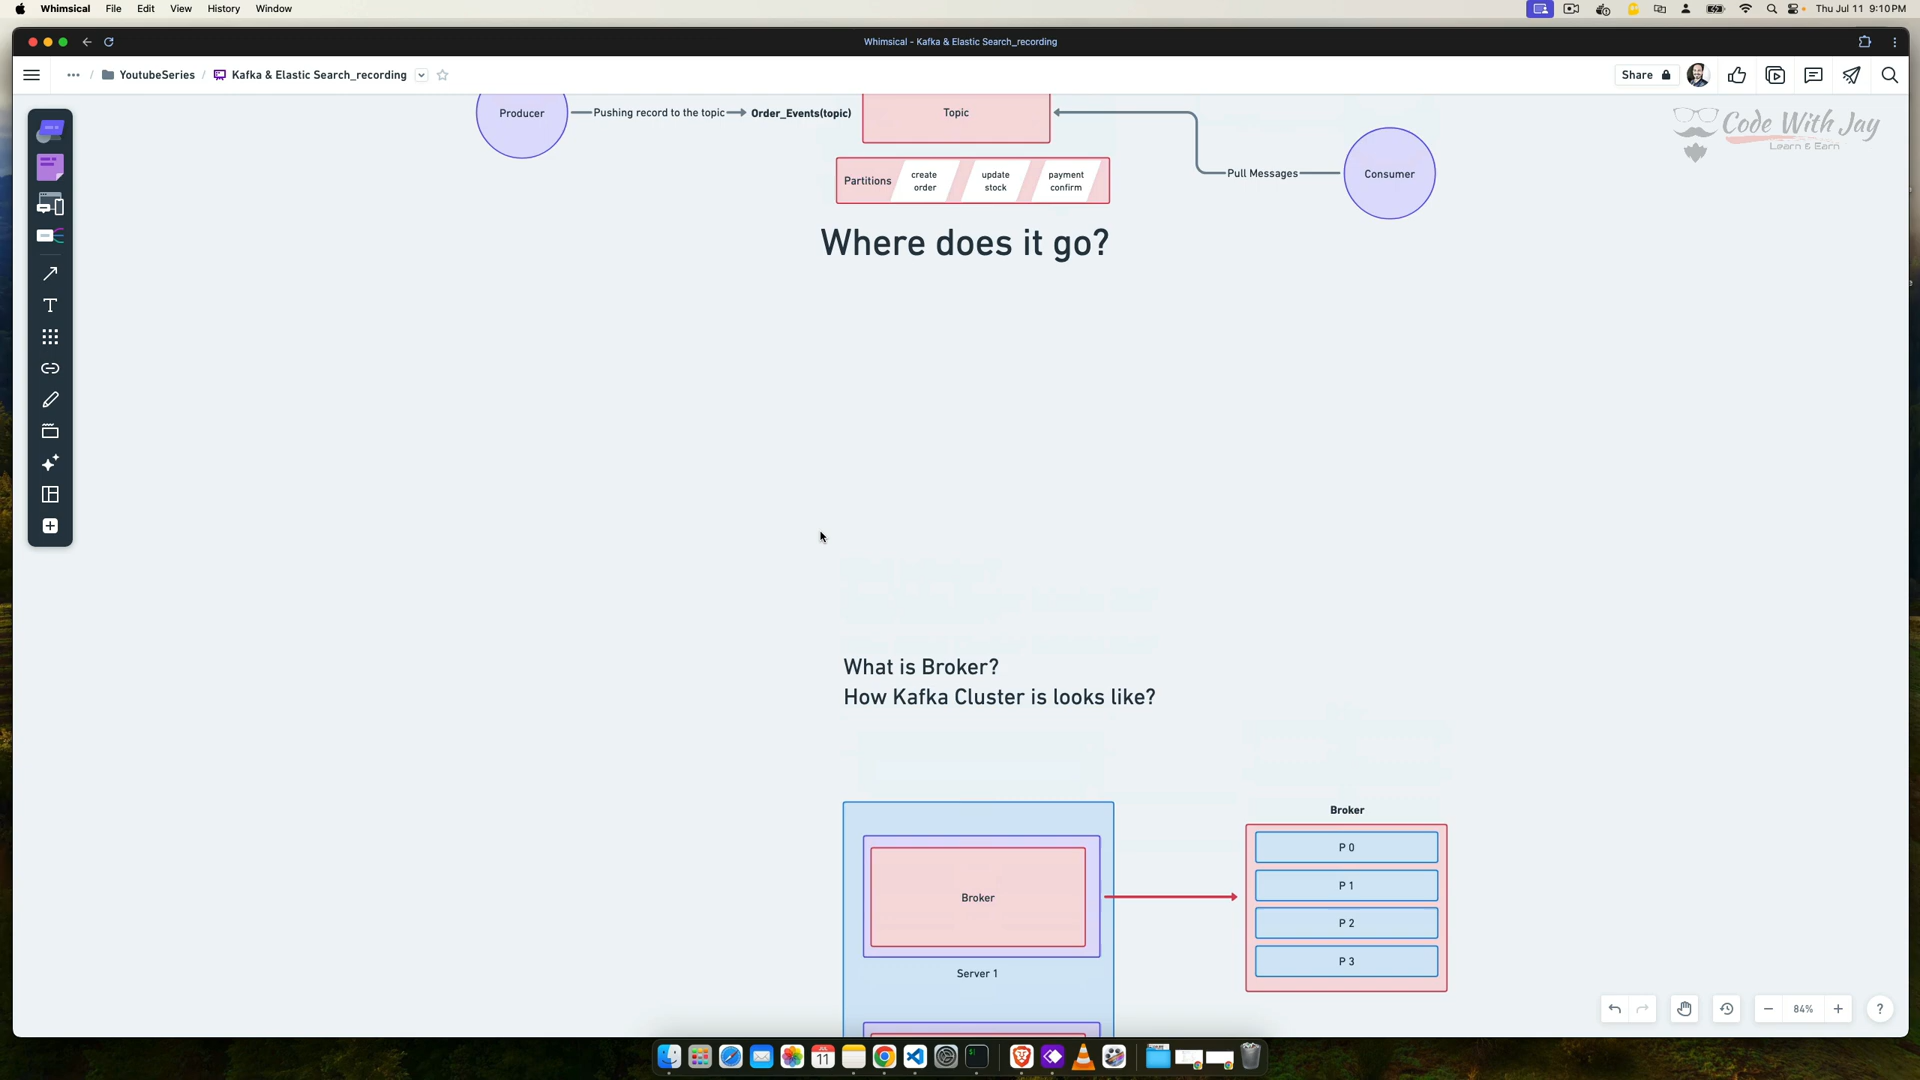 Whimsical File Edit View History Window
Thu Jul 11 9:10PM
Whimsical - Kafka & Elastic Search_recording
... / YoutubeSeries / Kafka & Elastic Search_recording
Share
Code With Jay
Learn & Earn
Producer
Pushing record to the topic
Order_Events(topic)
Topic
Partitions
create
order
update
stock
payment
confirm
Pull Messages
Consumer
Where does it go?
What is Broker?
How Kafka Cluster is looks like?
Broker
Server 1
Broker
P 0
P 1
P 2
P 3
84%
?
JUL
11